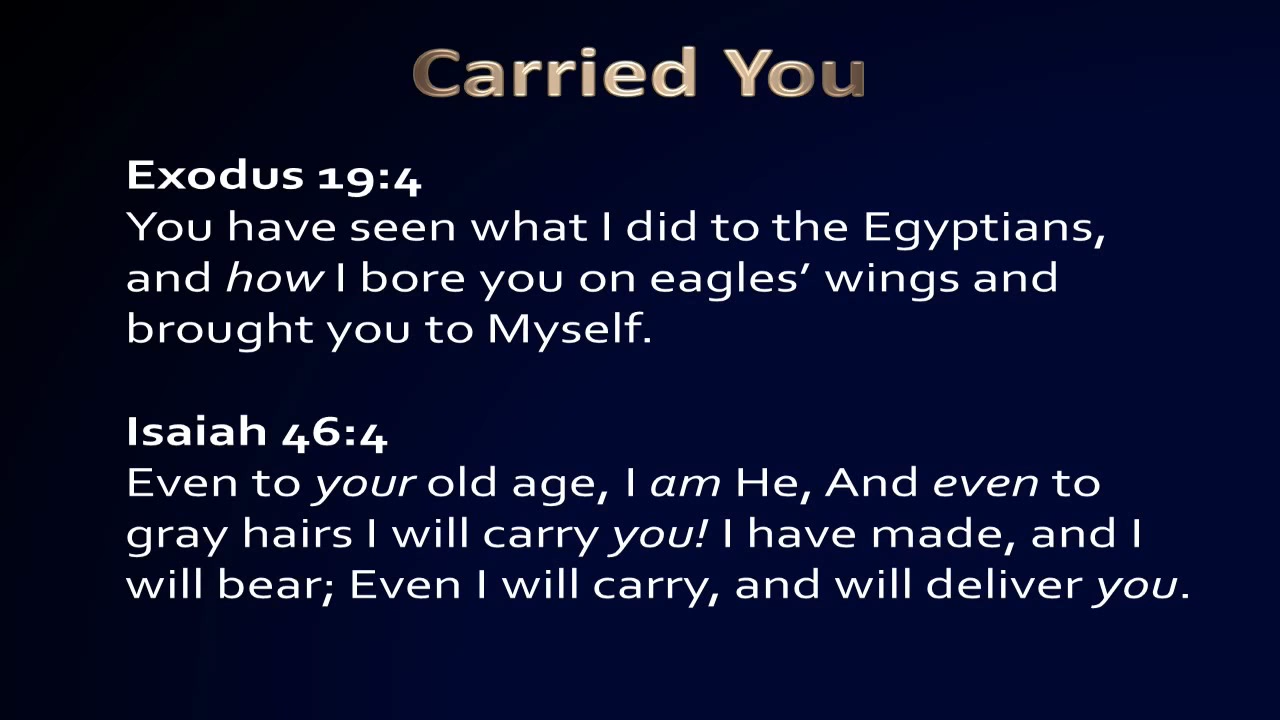 Carried You
Exodus 19:4
You have seen what I did to the Egyptians,
and how I bore you on eagles’ wings and
brought you to Myself.
Isaiah 46:4
Even to your old age, I am He, And even to
gray hairs I will carry you! I have made, and I
will bear; Even I will carry, and will deliver you.